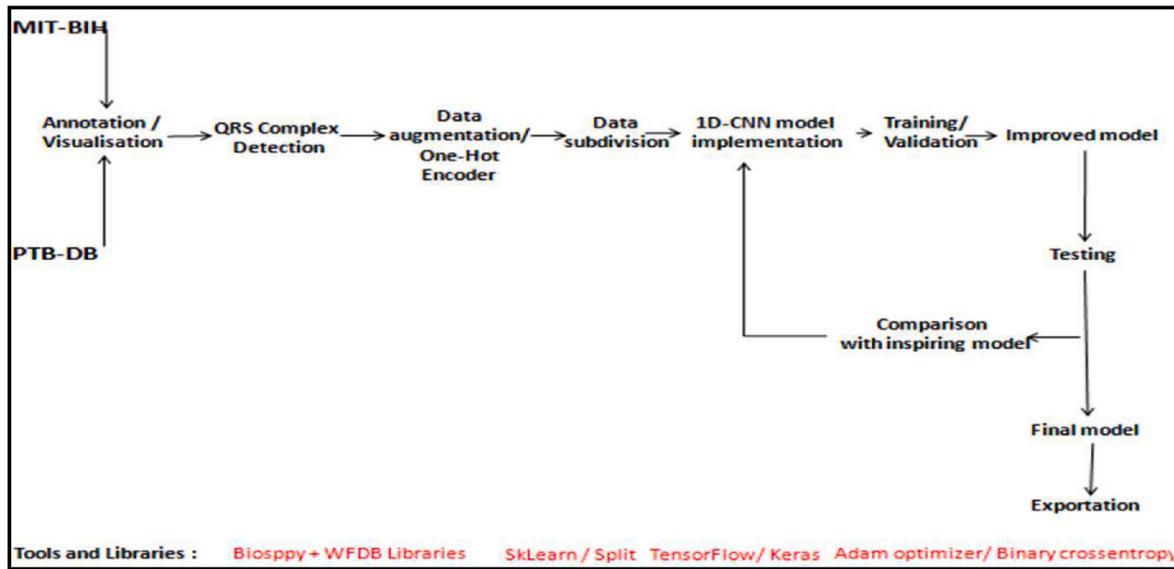 MIT-BIH
Annotation /
Visualisation
QRS Complex
Detection
Data
augmentation/
One-Hot
Encoder
Data
subdivision
1D-CNN model
implementation
Training/
Validation
Improved model
PTB-DB
Testing
Comparison
with inspiring model
Final model
Exportation
Tools and Libraries : Biosppy + WFDB Libraries SkLearn / Split TensorFlow/ Keras Adam optimizer/ Binary crossentropy